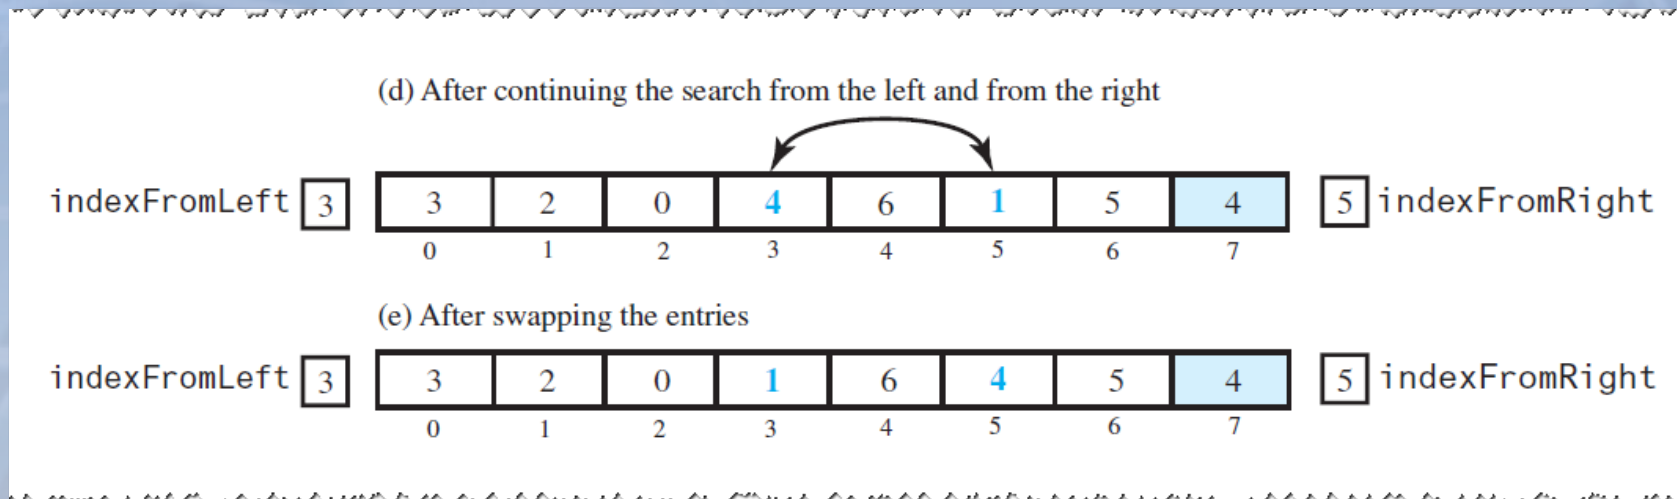 (d) After continuing the search from the left and from the right
indexFromLeft 3 3 2 0 4 6 1 5 4 5 indexFromRight
0 1 2 3 4 5 6 7
(e) After swapping the entries
indexFromLeft 3 3 2 0 1 6 4 5 4 5 indexFromRight
0 1 2 3 4 5 6 7